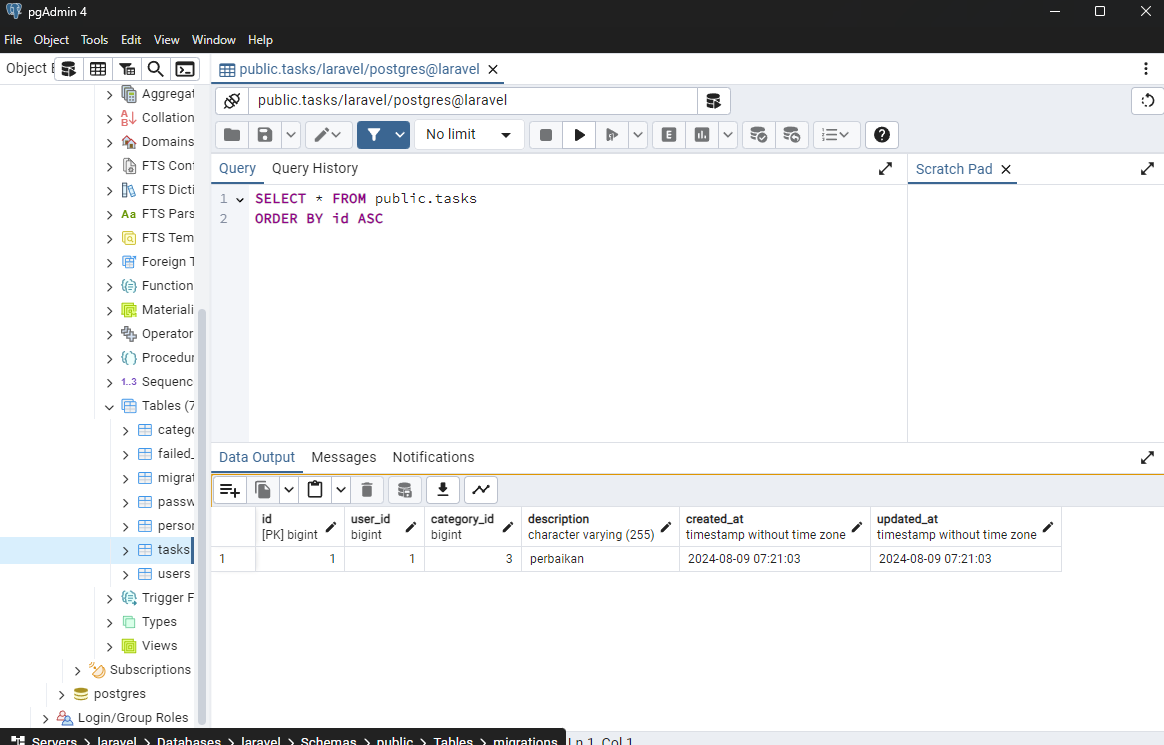 pgAdmin 4
File Object Tools Edit View Window Help
Object E
public.tasks/laravel/postgres@laravel
public.tasks/laravel/postgres@laravel
No limit
E
Query Query History
Scratch Pad
1 SELECT * FROM public.tasks
2 ORDER BY id ASC
Aggregat
Collation
Domains
FTS Con
FTS Dicti
Aa FTS Pars
FTS Tem
Foreign T
Function
Materiali
Operator
Procedur
1..3 Sequenc
Tables (7
catego
failed_
migrat
passw
persor
tasks
users
Trigger F
Types
Views
Subscriptions
postgres
Login/Group Roles
Data Output Messages Notifications
id user_id category_id description created_at updated_at
[PK] bigint bigint bigint character varying (255) timestamp without time zone timestamp without time zone
1 1 1 3 perbaikan 2024-08-09 07:21:03 2024-08-09 07:21:03
Servers > laravel > Databases > laravel > Schemas > public > Tables > migrations
Ln 1, Col 1